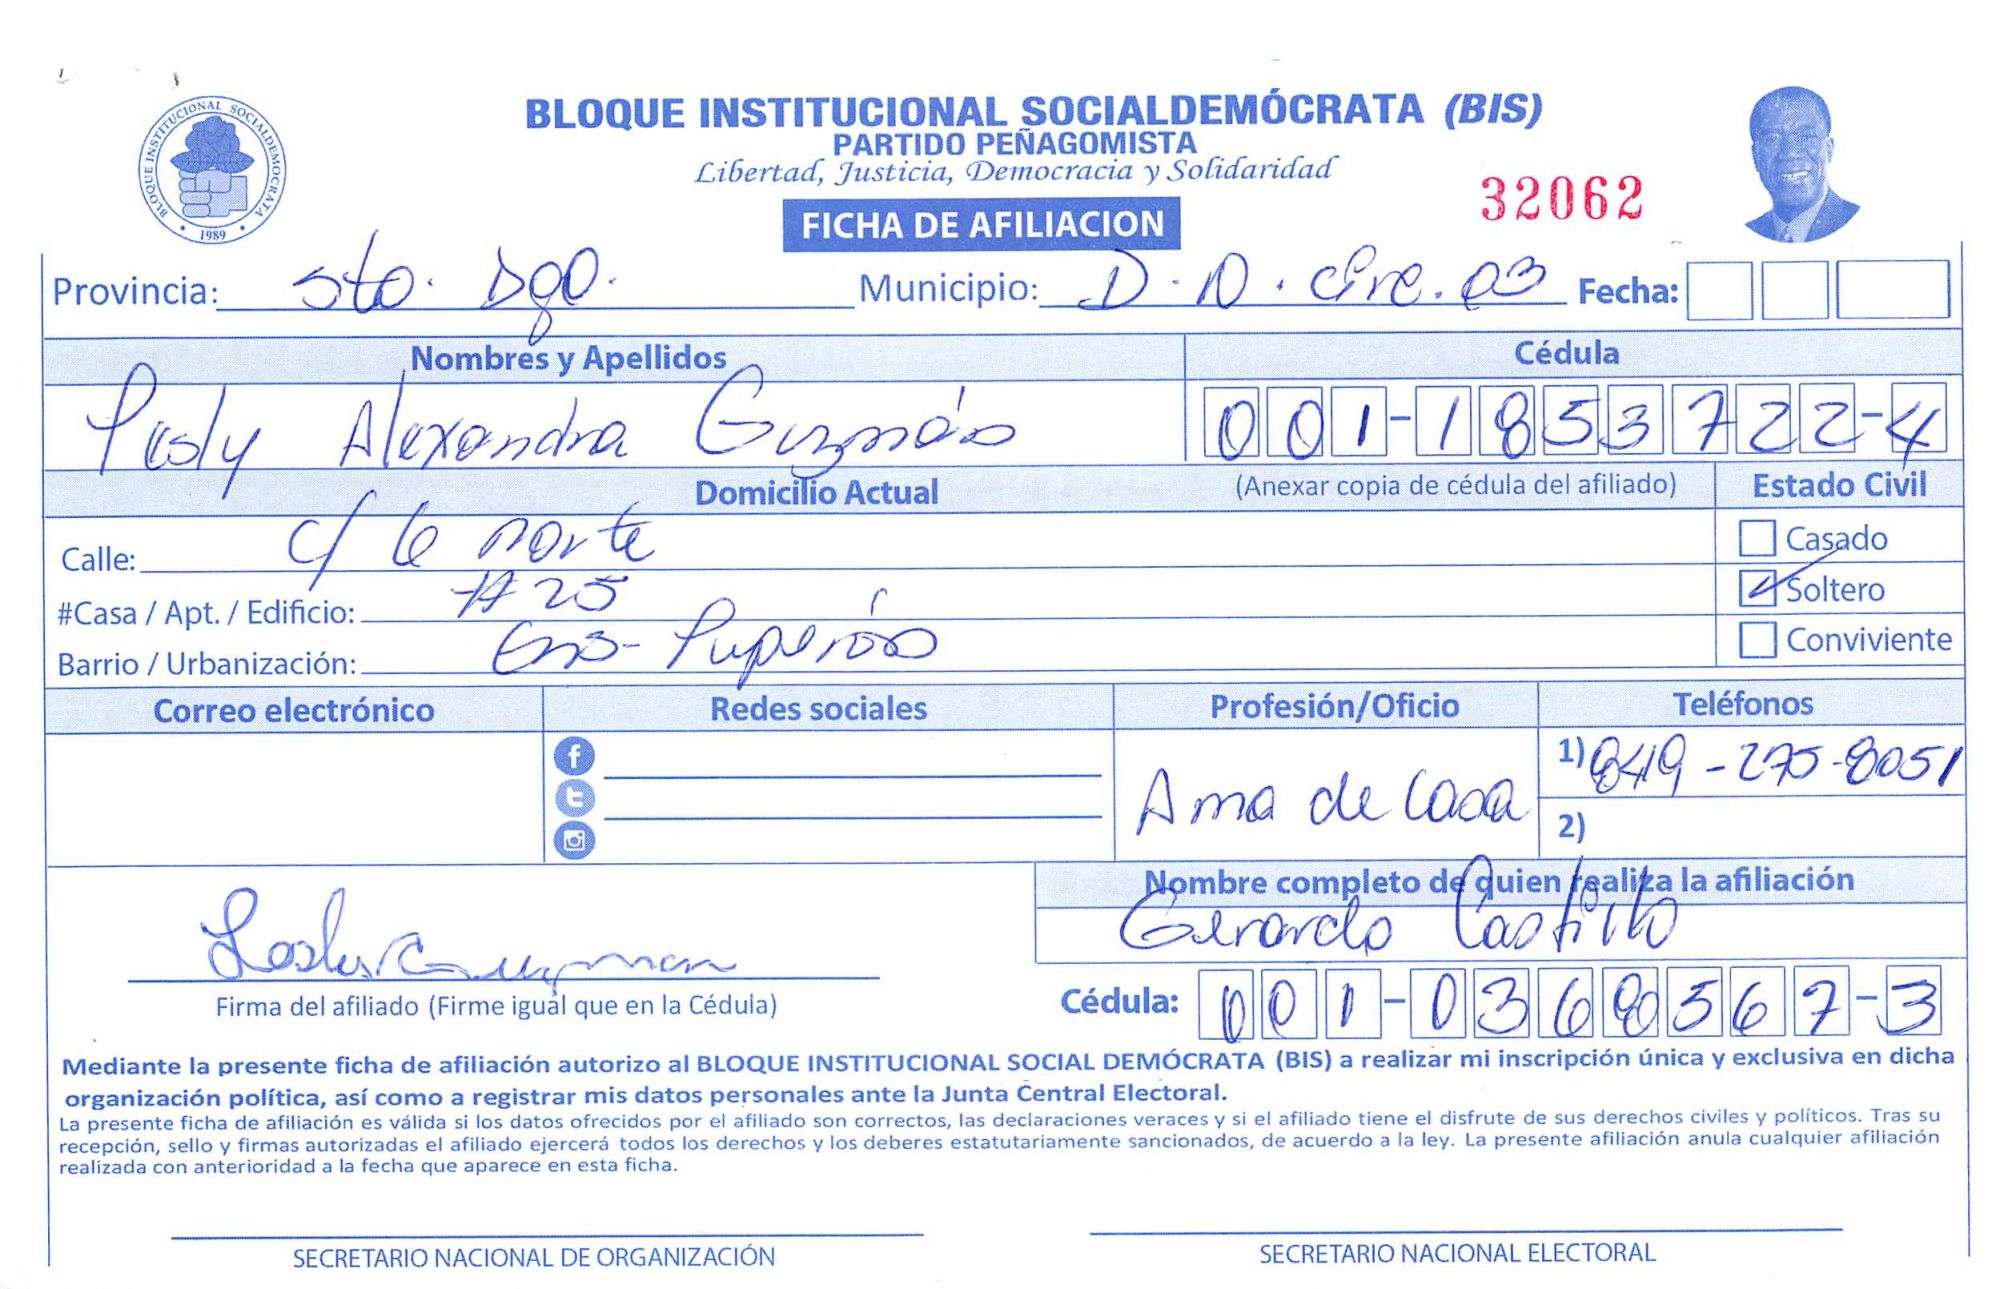 BLOQUE INSTITUCIONAL SOCIALDEMOCRATA
1989
BLOQUE INSTITUCIONAL SOCIALDEMÓCRATA (BIS)
PARTIDO PEÑAGOMISTA
Libertad, Justicia, Democracia y Solidaridad
32062
FICHA DE AFILIACION
Provincia: Sto. Dgo. Municipio: D.N. circ. 03 Fecha:
Nombres y Apellidos Cédula
Alexandra Guzmán 001-1853722-4
Domicilio Actual (Anexar copia de cédula del afiliado) Estado Civil
Calle: c/ 6 norte Casado
#Casa / Apt. / Edificio: #25 Soltero
Barrio / Urbanización: Ens- Luperón Conviviente
Correo electrónico Redes sociales Profesión/Oficio Teléfonos
1) 849-275-8051
Ama de Casa
2)
Nombre completo de quien realiza la afiliación
Gerardo Castillo
Guzman
Firma del afiliado (Firme igual que en la Cédula)
Cédula: 001-0368567-3
Mediante la presente ficha de afiliación autorizo al BLOQUE INSTITUCIONAL SOCIAL DEMÓCRATA (BIS) a realizar mi inscripción única y exclusiva en dicha
organización política, así como a registrar mis datos personales ante la Junta Central Electoral.
La presente ficha de afiliación es válida si los datos ofrecidos por el afiliado son correctos, las declaraciones veraces y si el afiliado tiene el disfrute de sus derechos civiles y políticos. Tras su
recepción, sello y firmas autorizadas el afiliado ejercerá todos los derechos y los deberes estatutariamente sancionados, de acuerdo a la ley. La presente afiliación anula cualquier afiliación
realizada con anterioridad a la fecha que aparece en esta ficha.
SECRETARIO NACIONAL DE ORGANIZACIÓN SECRETARIO NACIONAL ELECTORAL